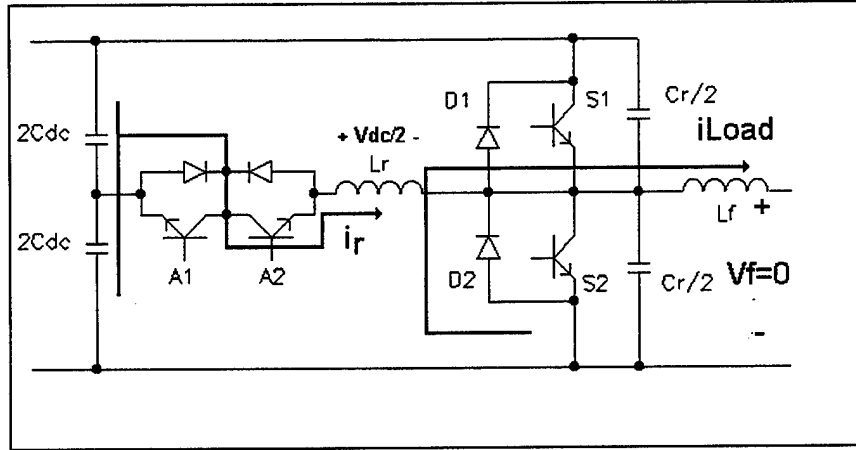 D1
S1
Cr/2
2Cdc
+ Vdc/2 -
Lr
iLoad
2Cdc
A1
A2
ir
D2
S2
Cr/2
Lf
+
Vf=0
-